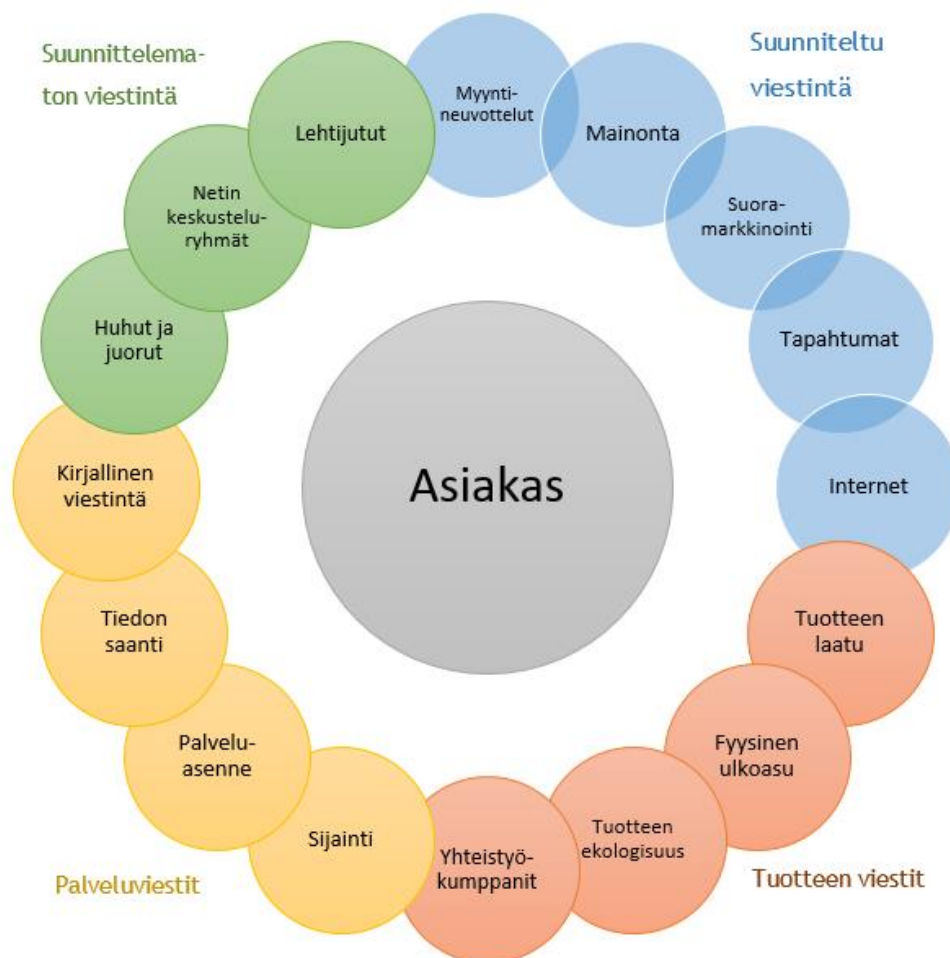 Suunnittelema-
ton viestintä
Suunniteltu
viestintä
Myynti-
neuvottelut
Mainonta
Suora-
markkinointi
Tapahtumat
Internet
Tuotteen
laatu
Fyysinen
ulkoasu
Tuotteen
ekologisuus
Yhteistyö-
kumppanit
Tuotteen viestit
Sijainti
Palvelu-
asenne
Tiedon
saanti
Kirjallinen
viestintä
Palveluviestit
Huhut ja
juorut
Netin
keskustelu-
ryhmät
Lehtijutut
Asiakas